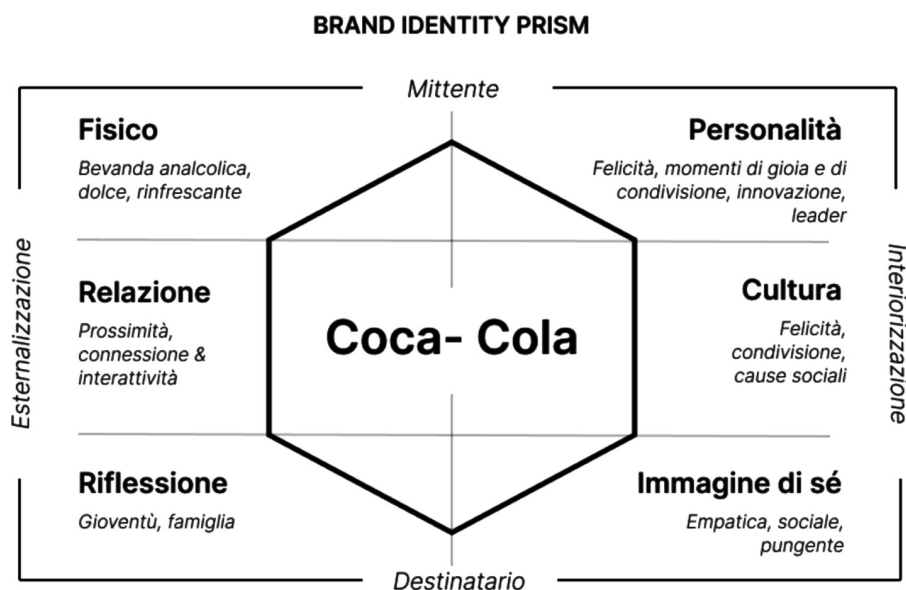 BRAND IDENTITY PRISM
Mittente
Fisico
Bevanda analcolica,
dolce, rinfrescante
Personalità
Felicità, momenti di gioia e di
condivisione, innovazione,
leader
Esternalizzazione
Relazione
Prossimità,
connessione &
interattività
Coca- Cola
Cultura
Felicità,
condivisione,
cause sociali
Interiorizzazione
Riflessione
Gioventù, famiglia
Immagine di sé
Empatica, sociale,
pungente
Destinatario